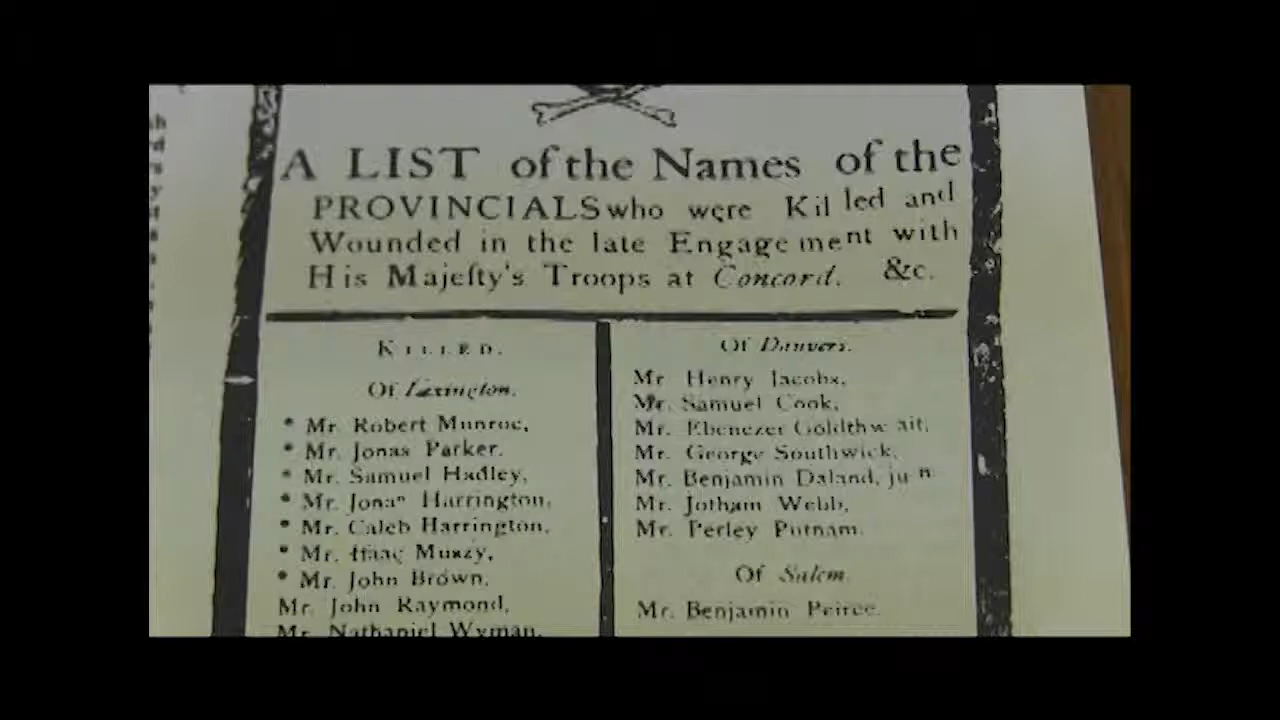 A LIST of the Names of the
PROVINCIALS who were Killed and
Wounded in the late Engagement with
His Majeſty's Troops at Concord. &c.
KILLED.
Of Lexington.
* Mr. Robert Munroe,
* Mr. Jonas Parker.
* Mr. Samuel Hadley,
* Mr. Jonaⁿ Harrington,
* Mr. Caleb Harrington,
* Mr. Iſaac Muzzy,
* Mr. John Brown,
Mr. John Raymond,
Mr. Nathaniel Wyman,
Of Danvers.
Mr. Henry Jacobs,
Mr. Samuel Cook,
Mr. Ebenezer Goldthwait,
Mr. George Southwick,
Mr. Benjamin Daland, junⁿ
Mr. Jotham Webb,
Mr. Perley Putnam.
Of Salem.
Mr. Benjamin Peirce.